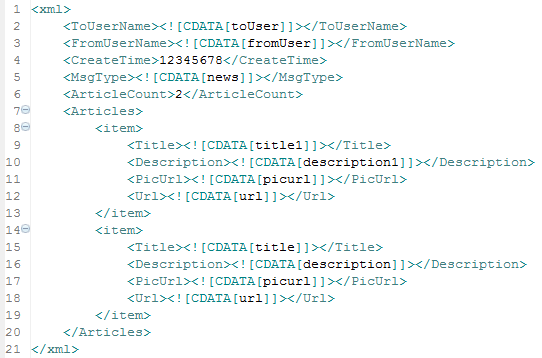 1 <xml>
2 <ToUserName><![CDATA[toUser]]></ToUserName>
3 <FromUserName><![CDATA[fromUser]]></FromUserName>
4 <CreateTime>12345678</CreateTime>
5 <MsgType><![CDATA[news]]></MsgType>
6 <ArticleCount>2</ArticleCount>
7 <Articles>
8 <item>
9 <Title><![CDATA[title1]]></Title>
10 <Description><![CDATA[description1]]></Description>
11 <PicUrl><![CDATA[picurl]]></PicUrl>
12 <Url><![CDATA[url]]></Url>
13 </item>
14 <item>
15 <Title><![CDATA[title]]></Title>
16 <Description><![CDATA[description]]></Description>
17 <PicUrl><![CDATA[picurl]]></PicUrl>
18 <Url><![CDATA[url]]></Url>
19 </item>
20 </Articles>
21 </xml>